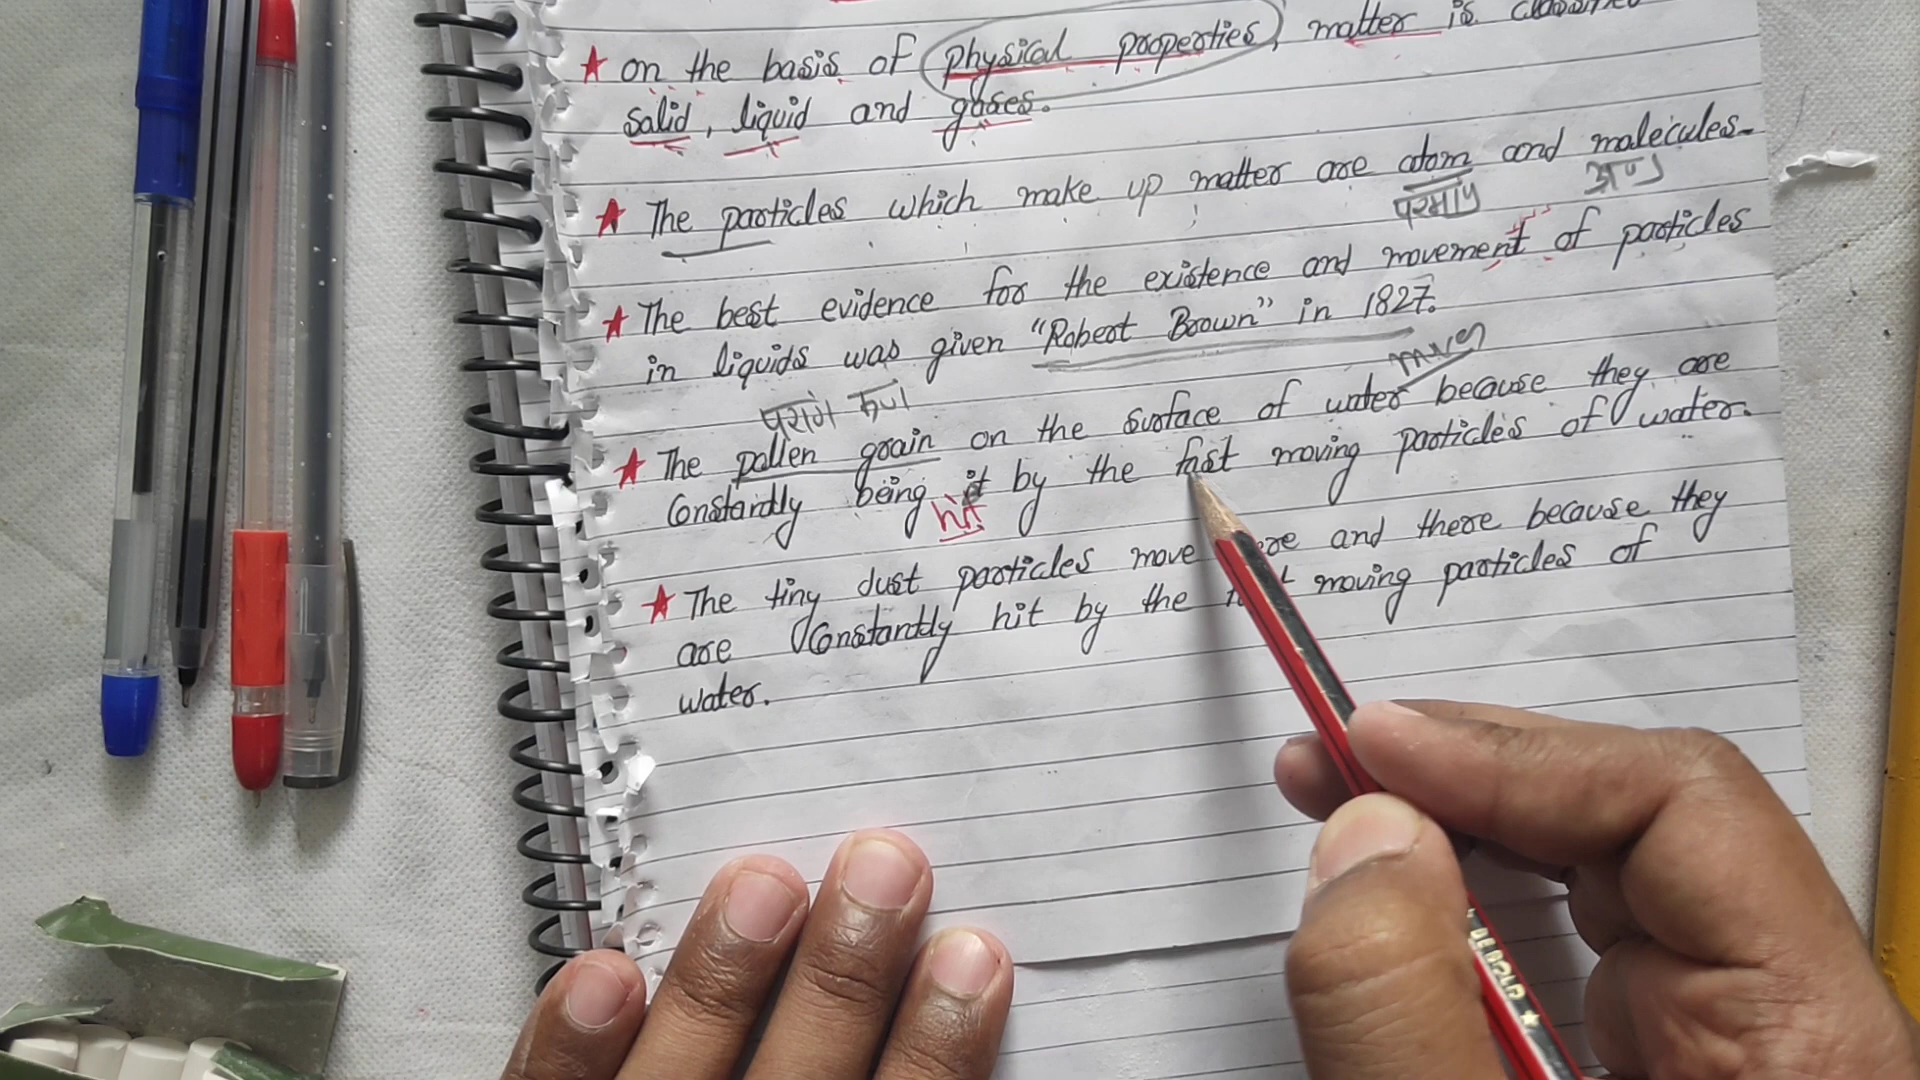 ★ on the basis of physical properties, matter is classified
salid, liquid and gases.
★ The particles which make up matter are atom and malecules.
परमाणु अणु
★ The best evidence for the existence and movement of particles
in liquids was given "Robert Brown" in 1827.
moves
पराग कण
★ The pallen grain on the surface of water because they are
Constantly being hit by the fast moving particles of water.
★ The tiny dust particles move and there because they
are Constantly hit by the moving particles of
water.